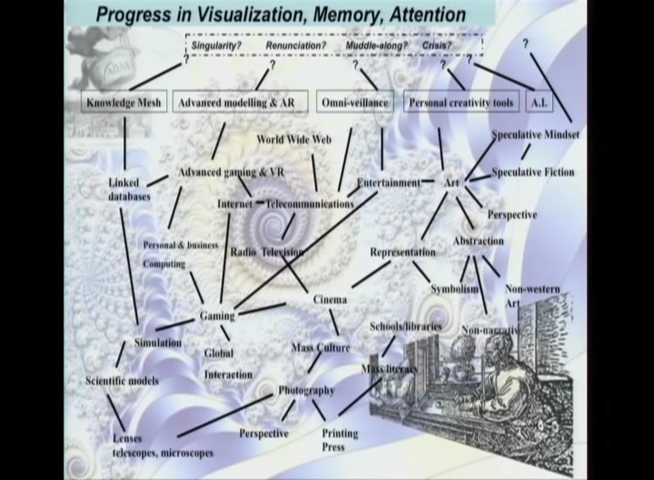 Progress in Visualization, Memory, Attention
Singularity? Renunciation? Muddle-along? Crisis?
?
? ? ? ? ?
Knowledge Mesh
Advanced modelling & AR
Omni-veillance
Personal creativity tools
A.I.
World Wide Web
Speculative Mindset
Advanced gaming & VR
Speculative Fiction
Linked
databases
Entertainment
Art
Internet
Telecommunications
Perspective
Personal & business
Computing
Radio Television
Representation
Abstraction
Symbolism
Non-western
Art
Cinema
Gaming
Schools/libraries
Non-narrativ
Simulation
Global
Interaction
Mass Culture
Mass literacy
Scientific models
Photography
Lenses
telescopes, microscopes
Perspective
Printing
Press